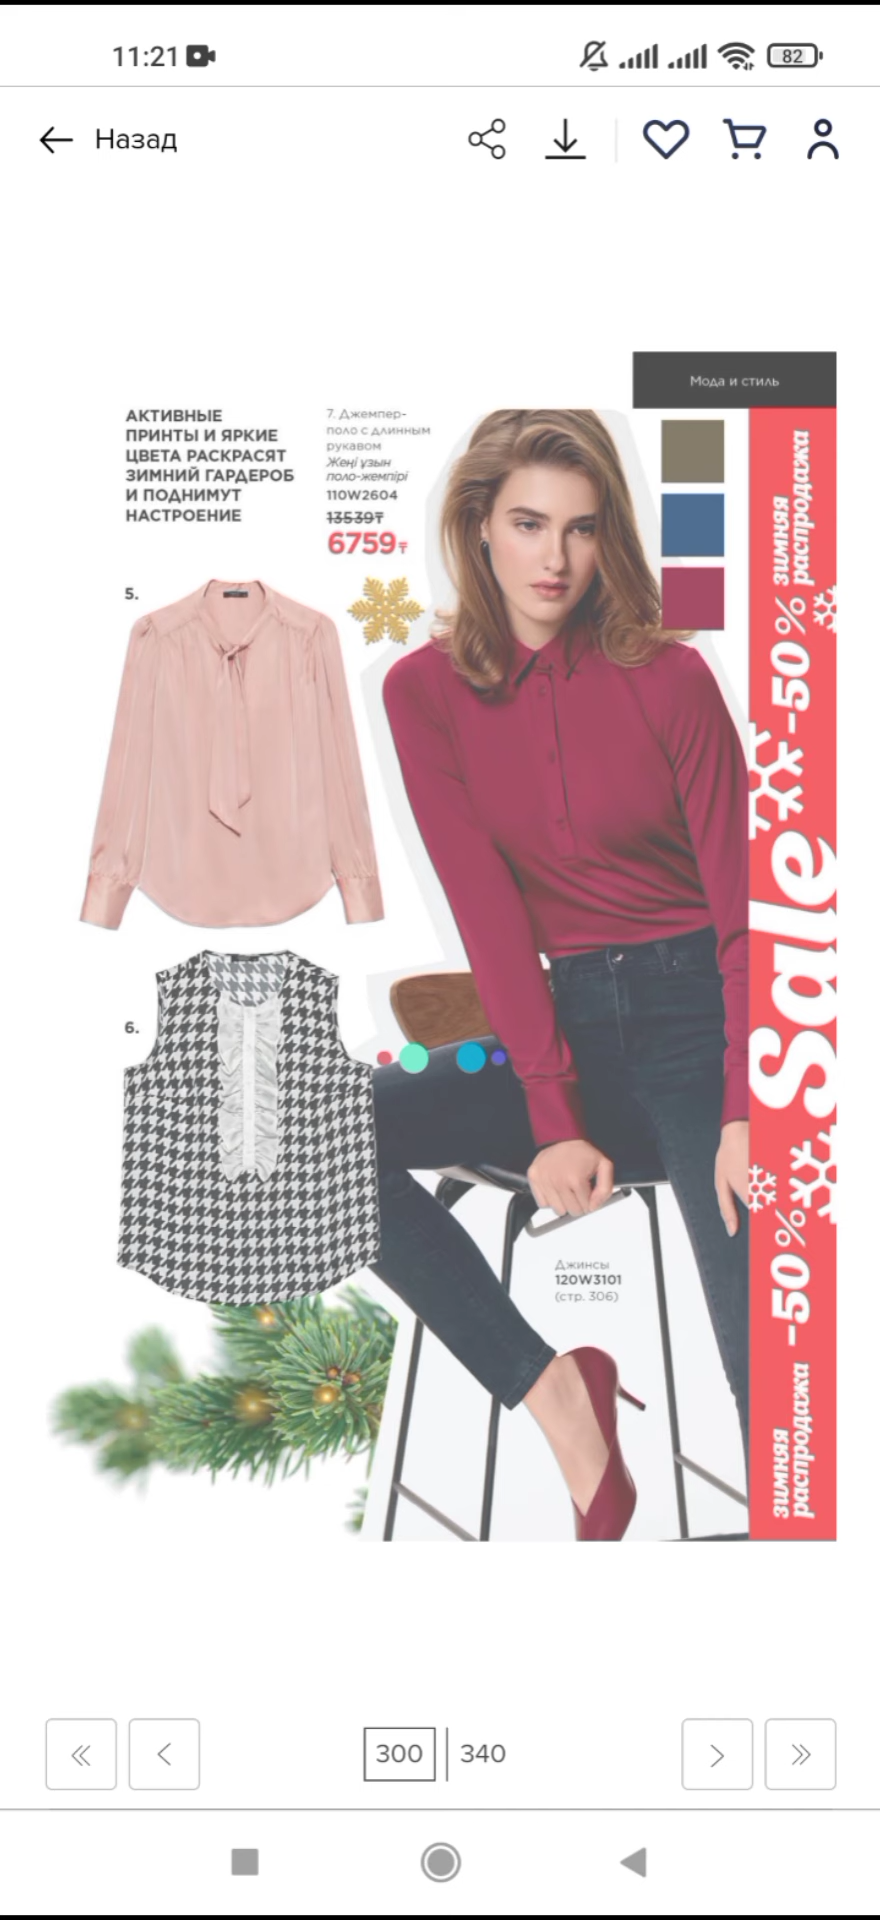 11:21
82
Назад
Мода и стиль
АКТИВНЫЕ
ПРИНТЫ И ЯРКИЕ
ЦВЕТА РАСКРАСЯТ
ЗИМНИЙ ГАРДЕРОБ
И ПОДНИМУТ
НАСТРОЕНИЕ
7. Джемпер-
поло с длинным
рукавом
Жеңі ұзын
поло-жемпірі
110W2604
13539₸
6759₸
5.
6.
Джинсы
120W3101
(стр. 306)
зимняя
распродажа
-50%
Sale
-50%
зимняя
распродажа
300
340